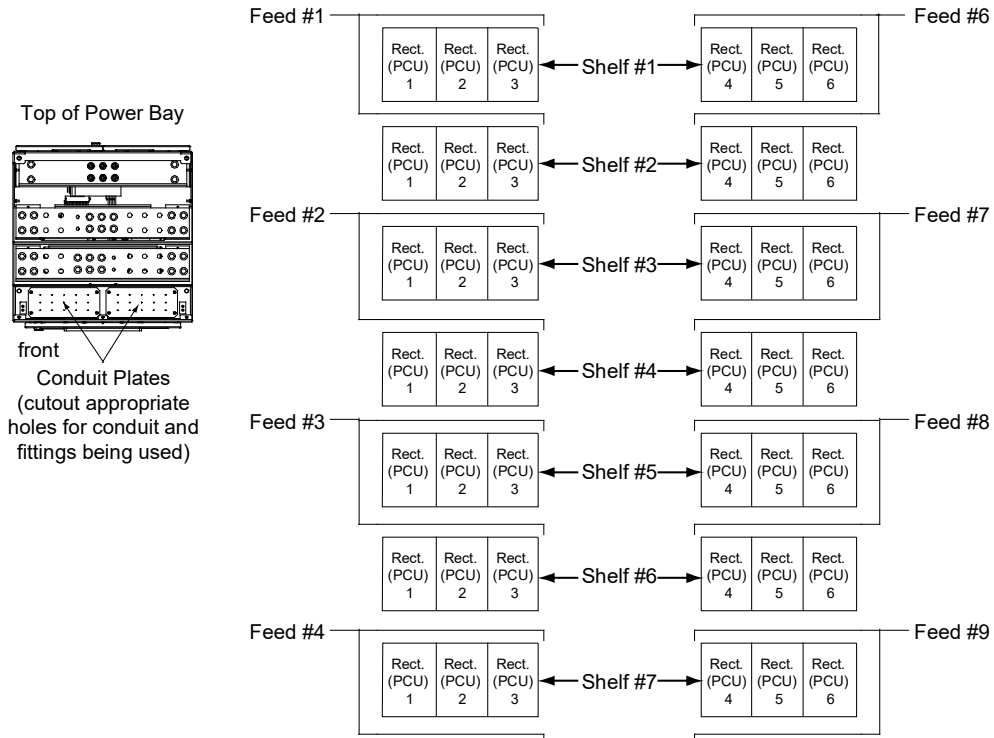 Top of Power Bay
front
Conduit Plates
(cutout appropriate
holes for conduit and
fittings being used)
Feed #1
Feed #6
Rect.
(PCU)
1
Rect.
(PCU)
2
Rect.
(PCU)
3
Shelf #1
Rect.
(PCU)
4
Rect.
(PCU)
5
Rect.
(PCU)
6
Rect.
(PCU)
1
Rect.
(PCU)
2
Rect.
(PCU)
3
Shelf #2
Rect.
(PCU)
4
Rect.
(PCU)
5
Rect.
(PCU)
6
Feed #2
Feed #7
Rect.
(PCU)
1
Rect.
(PCU)
2
Rect.
(PCU)
3
Shelf #3
Rect.
(PCU)
4
Rect.
(PCU)
5
Rect.
(PCU)
6
Rect.
(PCU)
1
Rect.
(PCU)
2
Rect.
(PCU)
3
Shelf #4
Rect.
(PCU)
4
Rect.
(PCU)
5
Rect.
(PCU)
6
Feed #3
Feed #8
Rect.
(PCU)
1
Rect.
(PCU)
2
Rect.
(PCU)
3
Shelf #5
Rect.
(PCU)
4
Rect.
(PCU)
5
Rect.
(PCU)
6
Rect.
(PCU)
1
Rect.
(PCU)
2
Rect.
(PCU)
3
Shelf #6
Rect.
(PCU)
4
Rect.
(PCU)
5
Rect.
(PCU)
6
Feed #4
Feed #9
Rect.
(PCU)
1
Rect.
(PCU)
2
Rect.
(PCU)
3
Shelf #7
Rect.
(PCU)
4
Rect.
(PCU)
5
Rect.
(PCU)
6